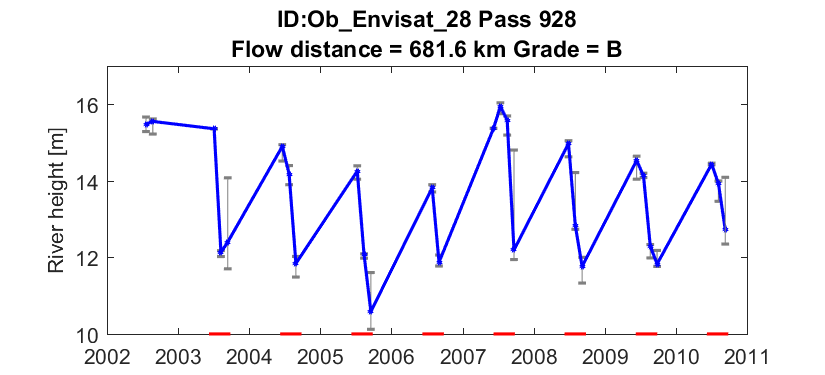 ID:Ob_Envisat_28 Pass 928
Flow distance = 681.6 km Grade = B
River height [m]
16
14
12
10
2002 2003 2004 2005 2006 2007 2008 2009 2010 2011